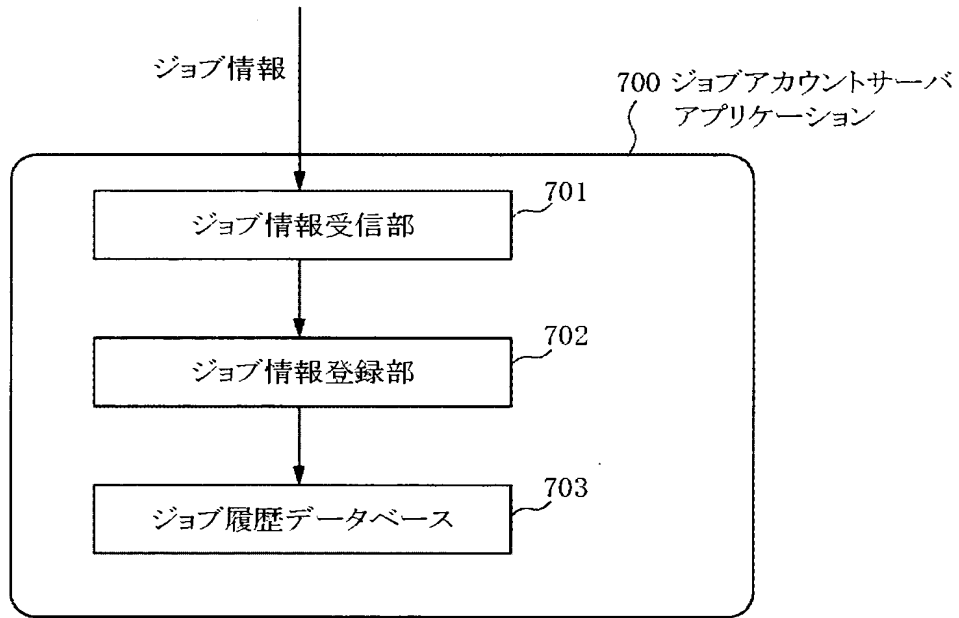 ジョブ情報
700 ジョブアカウントサーバ
アプリケーション
701
ジョブ情報受信部
702
ジョブ情報登録部
703
ジョブ履歴データベース